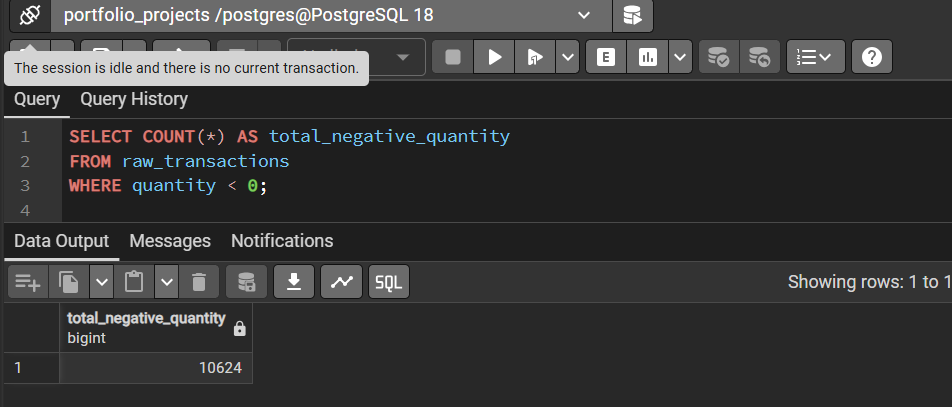 portfolio_projects /postgres@PostgreSQL 18
The session is idle and there is no current transaction.
E
Query Query History
1 SELECT COUNT(*) AS total_negative_quantity
2 FROM raw_transactions
3 WHERE quantity < 0;
4
Data Output Messages Notifications
SQL
Showing rows: 1 to 1
total_negative_quantity
bigint
1 10624